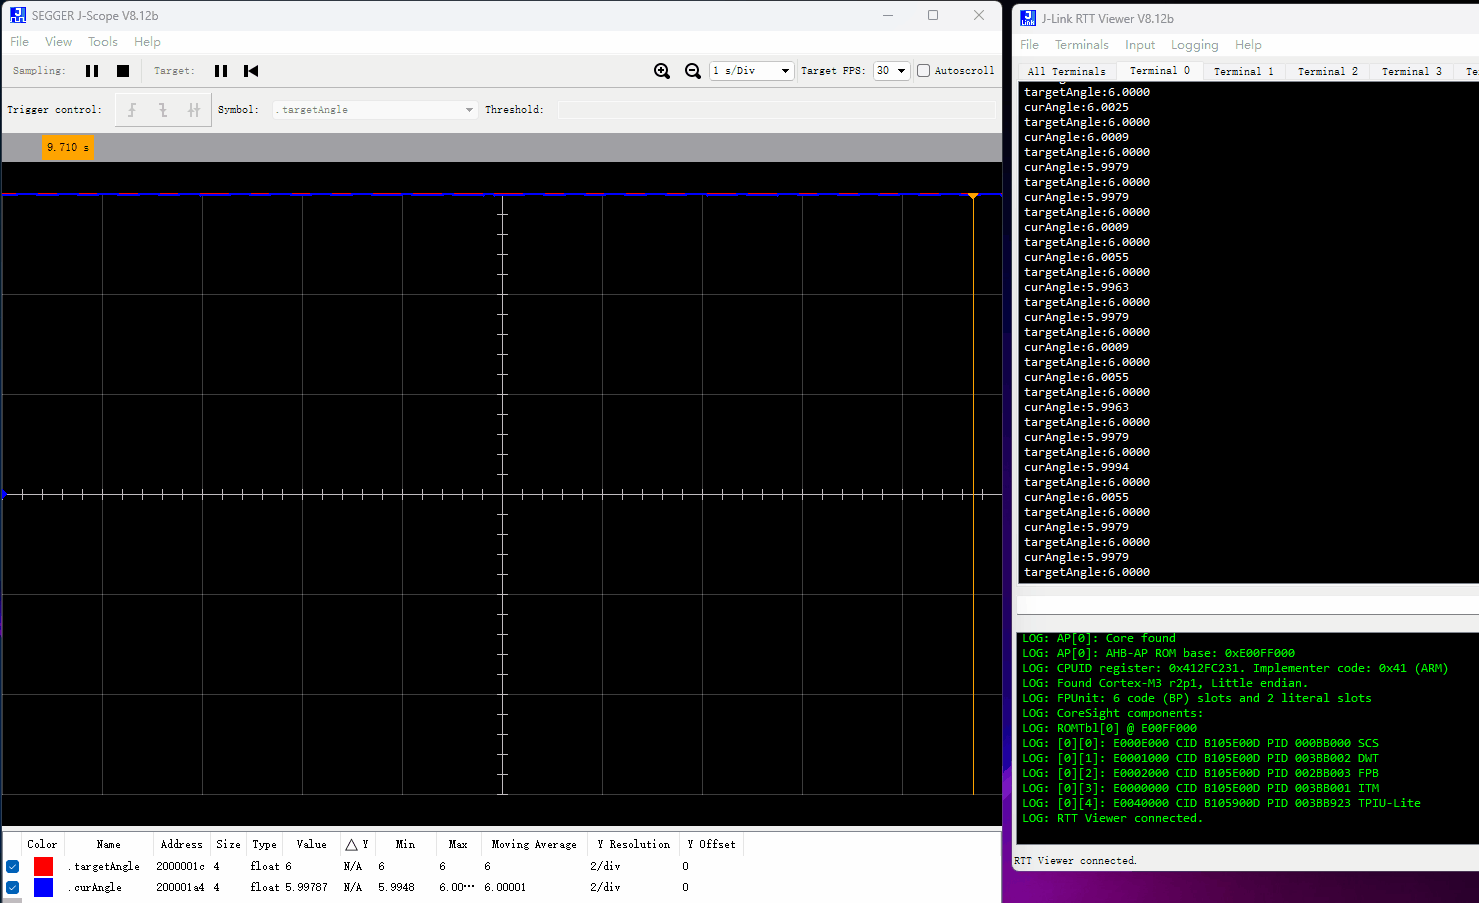 SEGGER J-Scope V8.12b
File View Tools Help
Sampling: Target: 1 s/Div Target FPS: 30 Autoscroll
Trigger control: Symbol: .targetAngle Threshold:
9.710 s
Color Name Address Size Type Value △ Y Min Max Moving Average Y Resolution Y Offset
.targetAngle 2000001c 4 float 6 N/A 6 6 6 2/div 0
.curAngle 200001a4 4 float 5.99787 N/A 5.9948 6.00··· 6.00001 2/div 0
J-Link RTT Viewer V8.12b
File Terminals Input Logging Help
All Terminals Terminal 0 Terminal 1 Terminal 2 Terminal 3 Te
targetAngle:6.0000
curAngle:6.0025
targetAngle:6.0000
curAngle:6.0009
targetAngle:6.0000
curAngle:5.9979
targetAngle:6.0000
curAngle:5.9979
targetAngle:6.0000
curAngle:6.0009
targetAngle:6.0000
curAngle:6.0055
targetAngle:6.0000
curAngle:5.9963
targetAngle:6.0000
curAngle:5.9979
targetAngle:6.0000
curAngle:6.0009
targetAngle:6.0000
curAngle:6.0055
targetAngle:6.0000
curAngle:5.9963
targetAngle:6.0000
curAngle:5.9979
targetAngle:6.0000
curAngle:5.9994
targetAngle:6.0000
curAngle:6.0055
targetAngle:6.0000
curAngle:5.9979
targetAngle:6.0000
curAngle:5.9979
targetAngle:6.0000
LOG: AP[0]: Core found
LOG: AP[0]: AHB-AP ROM base: 0xE00FF000
LOG: CPUID register: 0x412FC231. Implementer code: 0x41 (ARM)
LOG: Found Cortex-M3 r2p1, Little endian.
LOG: FPUnit: 6 code (BP) slots and 2 literal slots
LOG: CoreSight components:
LOG: ROMTbl[0] @ E00FF000
LOG: [0][0]: E000E000 CID B105E00D PID 000BB000 SCS
LOG: [0][1]: E0001000 CID B105E00D PID 003BB002 DWT
LOG: [0][2]: E0002000 CID B105E00D PID 002BB003 FPB
LOG: [0][3]: E0000000 CID B105E00D PID 003BB001 ITM
LOG: [0][4]: E0040000 CID B105900D PID 003BB923 TPIU-Lite
LOG: RTT Viewer connected.
RTT Viewer connected.